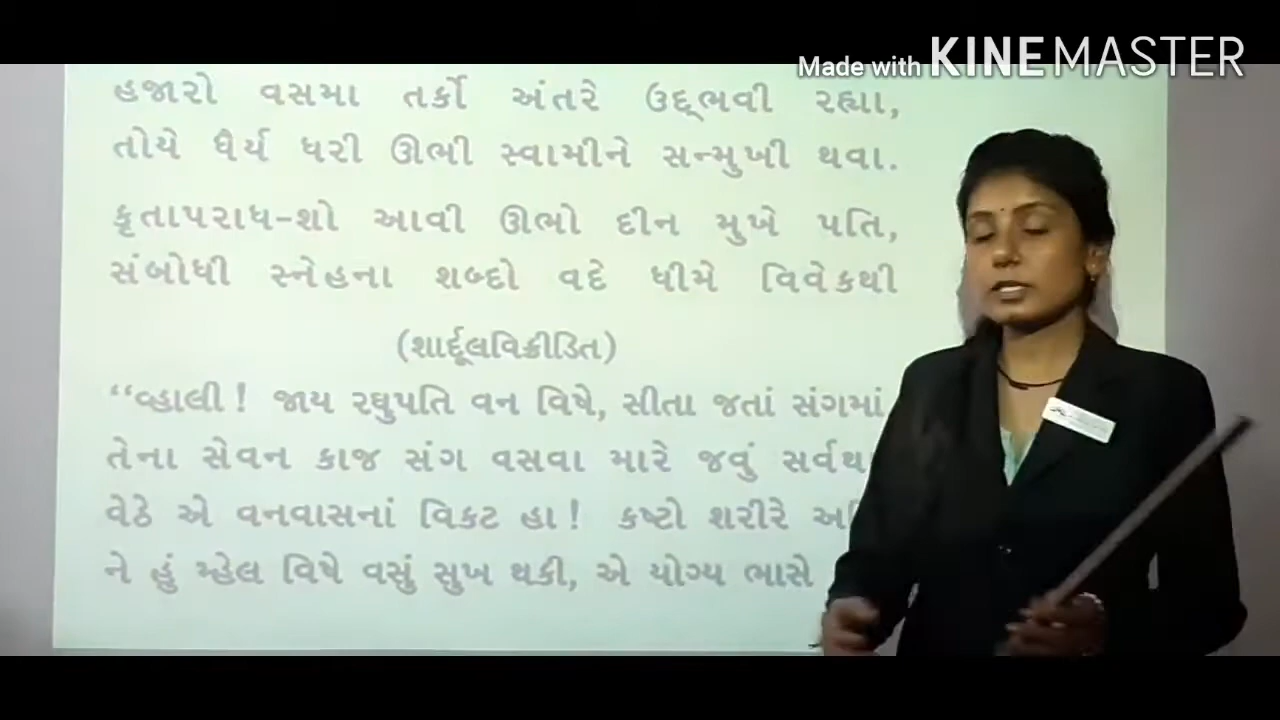 Made with KINEMASTER
હજારો વસમા તર્કો અંતરે ઉદ્ભવી રહ્યા,
તોયે ધૈર્ય ધરી ઊભી સ્વામીને સન્મુખી થવા.
કૃતાપરાધ-શો આવી ઊભો દીન મુખે પતિ,
સંબોધી સ્નેહના શબ્દો વદે ધીમે વિવેકથી
(શાર્દૂલવિક્રીડિત)
“વ્હાલી ! જાય રઘુપતિ વન વિષે, સીતા જતાં સંગમાં
તેના સેવન કાજ સંગ વસવા મારે જવું
વેઠે એ વનવાસનાં વિકટ હા ! કષ્ટો શરીરે
ને હું મ્હેલ વિષે વસું સુખ થકી, એ યોગ્ય ભાસે